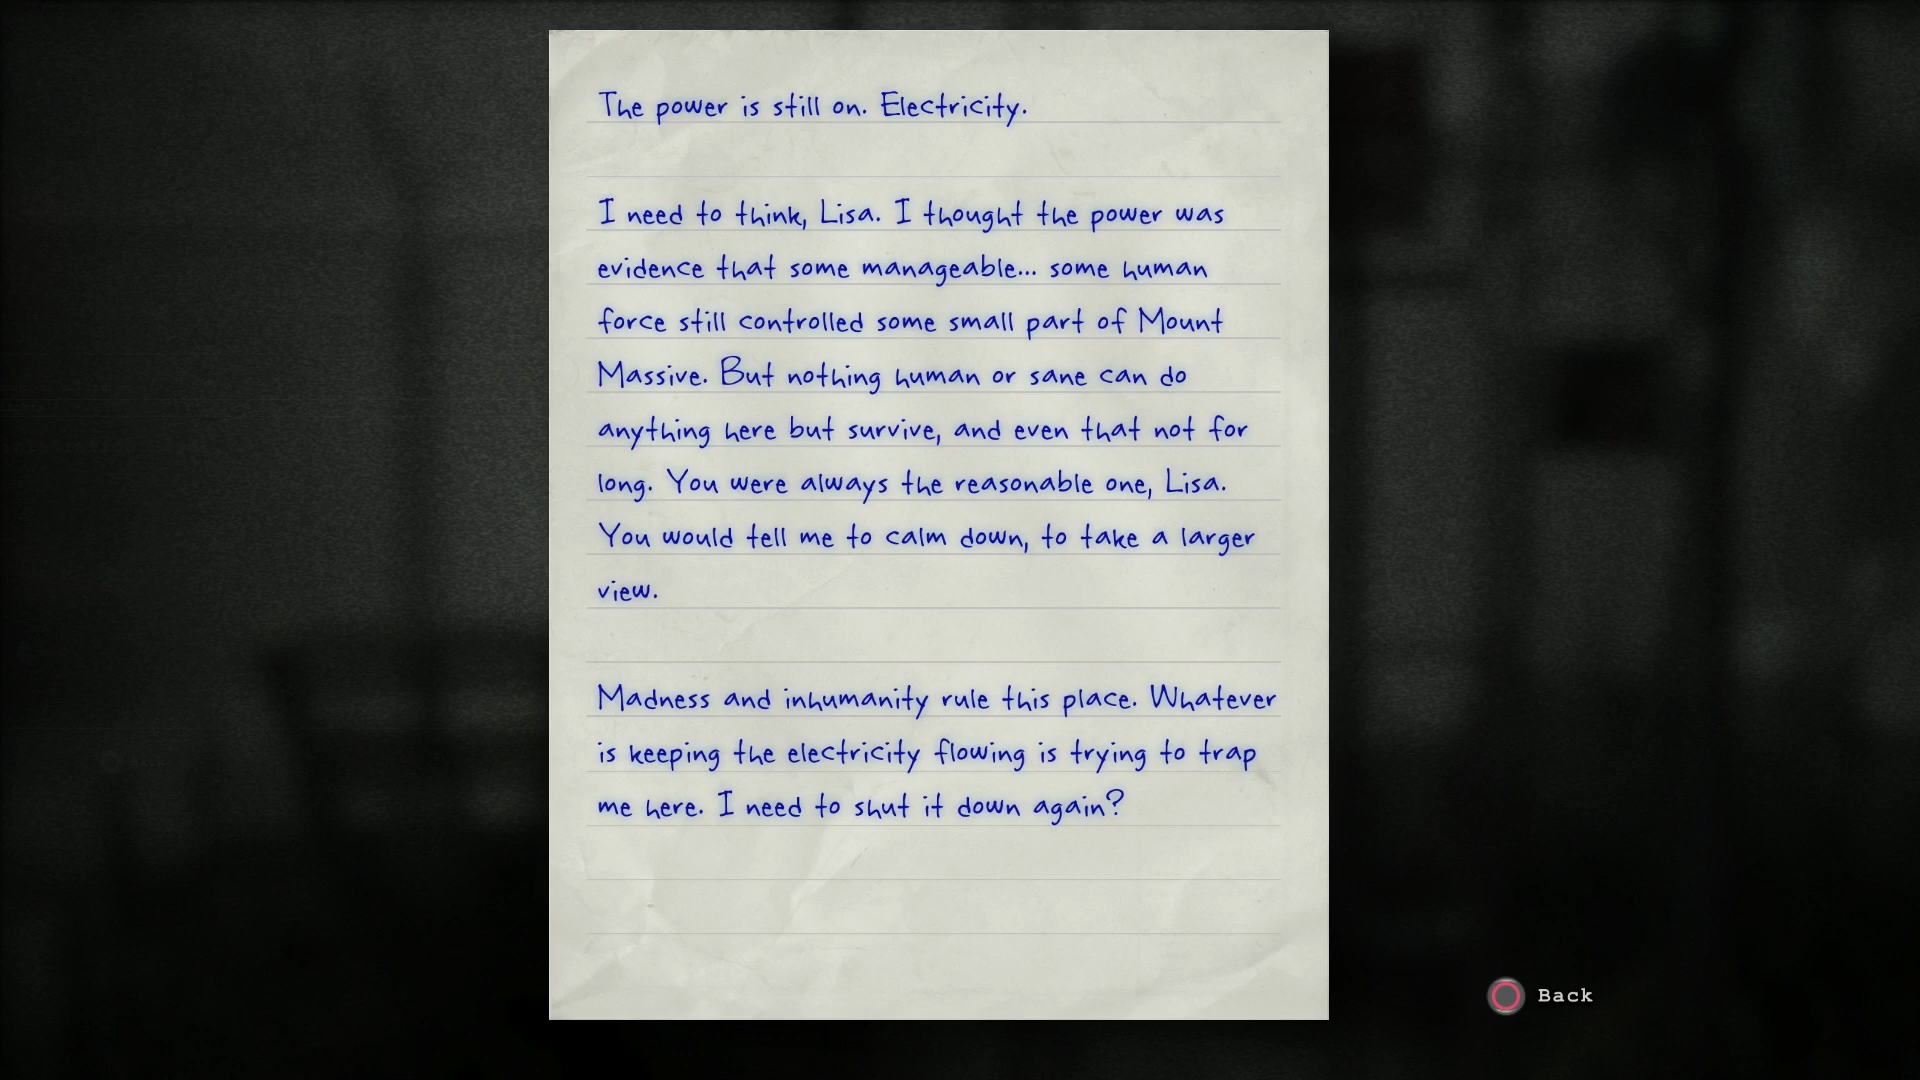 The power is still on. Electricity.
I need to think, Lisa. I thought the power was
evidence that some manageable... some human
force still controlled some small part of Mount
Massive. But nothing human or sane can do
anything here but survive, and even that not for
long. You were always the reasonable one, Lisa.
You would tell me to calm down, to take a larger
view.
Madness and inhumanity rule this place. Whatever
is keeping the electricity flowing is trying to trap
me here. I need to shut it down again?
Back